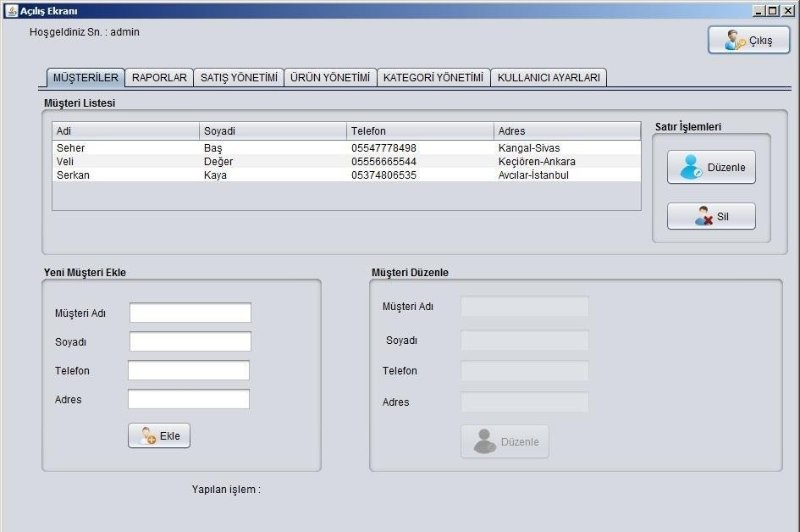 Açılış Ekranı
Hoşgeldiniz Sn. : admin
Çıkış
MÜŞTERİLER RAPORLAR SATIŞ YÖNETİMİ ÜRÜN YÖNETİMİ KATEGORİ YÖNETİMİ KULLANICI AYARLARI
Müşteri Listesi
Adi Soyadi Telefon Adres
Seher Baş 05547778498 Kangal-Sivas
Veli Değer 05556665544 Keçiören-Ankara
Serkan Kaya 05374806535 Avcılar-İstanbul
Satır İşlemleri
Düzenle
Sil
Yeni Müşteri Ekle
Müşteri Adı
Soyadı
Telefon
Adres
Ekle
Müşteri Düzenle
Müşteri Adı
Soyadı
Telefon
Adres
Düzenle
Yapılan işlem :